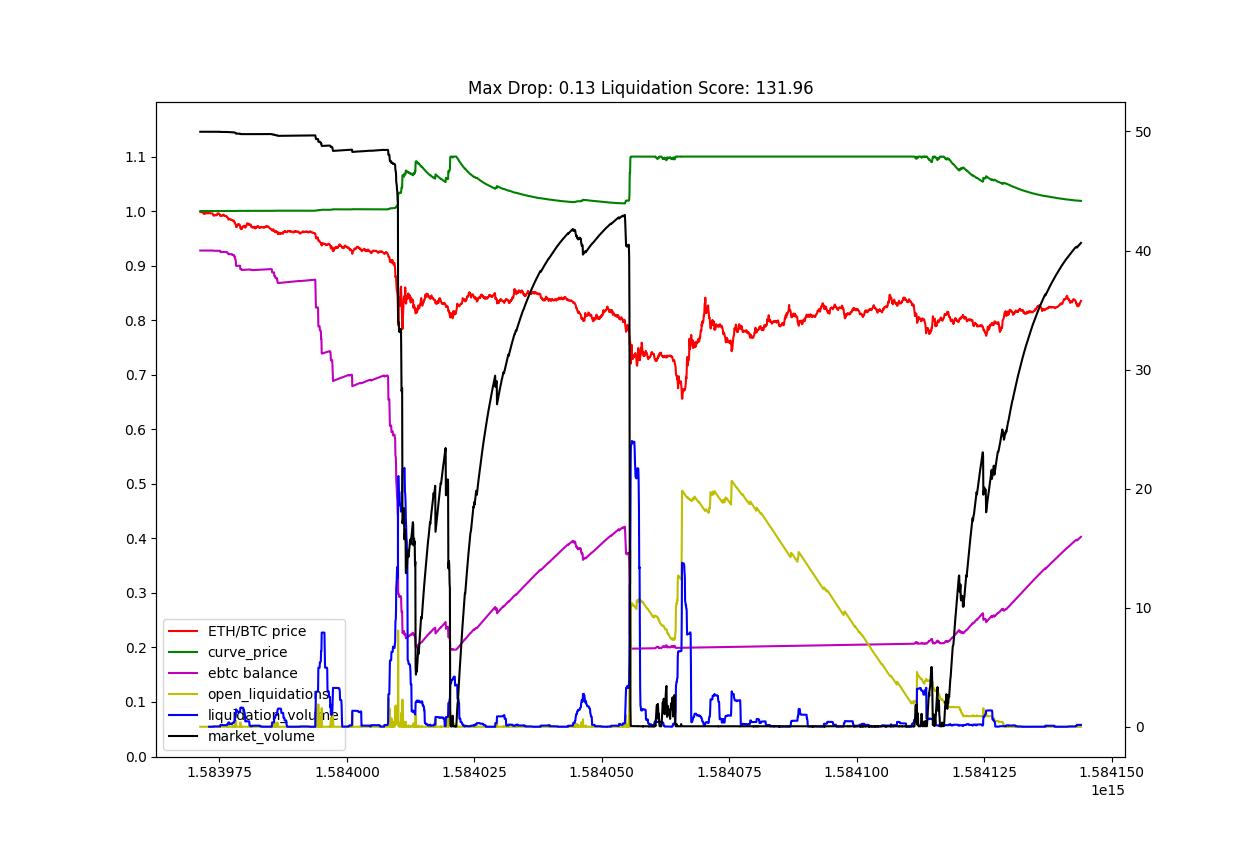 Max Drop: 0.13 Liquidation Score: 131.96
1.1
1.0
0.9
0.8
0.7
0.6
0.5
0.4
0.3
0.2
0.1
0.0
50
40
30
20
10
0
ETH/BTC price
curve_price
ebtc balance
open_liquidations
liquidation_volume
market_volume
1.583975 1.584000 1.584025 1.584050 1.584075 1.584100 1.584125 1.584150
1e15